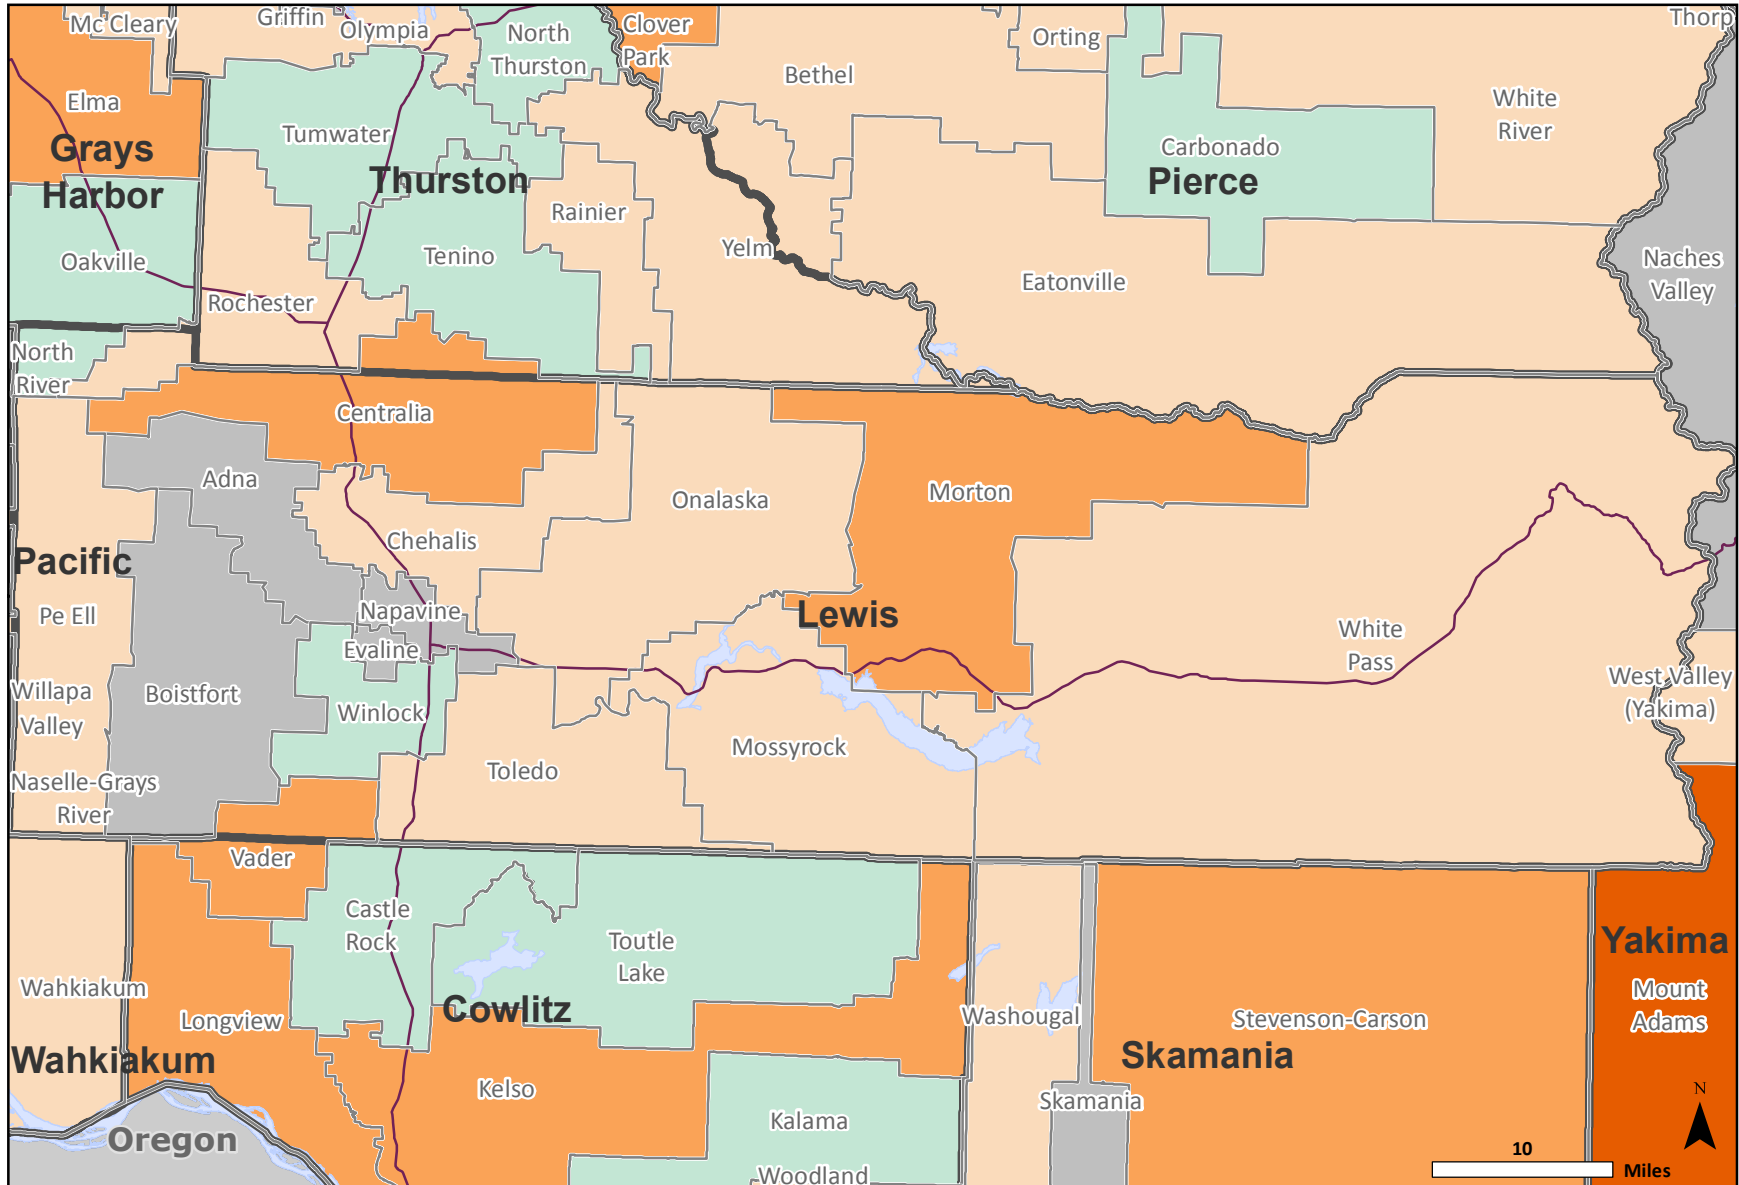 Mc Cleary
Griffin
Olympia
North
Thurston
Clover
Park
Orting
Thorp
Bethel
Elma
White
River
Tumwater
Carbonado
Grays
Harbor
Thurston
Pierce
Rainier
Oakville
Tenino
Yelm
Eatonville
Naches
Valley
Rochester
North
River
Centralia
Adna
Onalaska
Morton
Chehalis
Pacific
Pe Ell
Napavine
Lewis
Evaline
White
Pass
Willapa
Valley
Boistfort
Winlock
West Valley
(Yakima)
Mossyrock
Toledo
Naselle-Grays
River
Vader
Castle
Rock
Toutle
Lake
Yakima
Wahkiakum
Mount
Adams
Longview
Cowlitz
Washougal
Stevenson-Carson
Wahkiakum
Skamania
Kelso
Skamania
N
Kalama
Oregon
Woodland
10
Miles